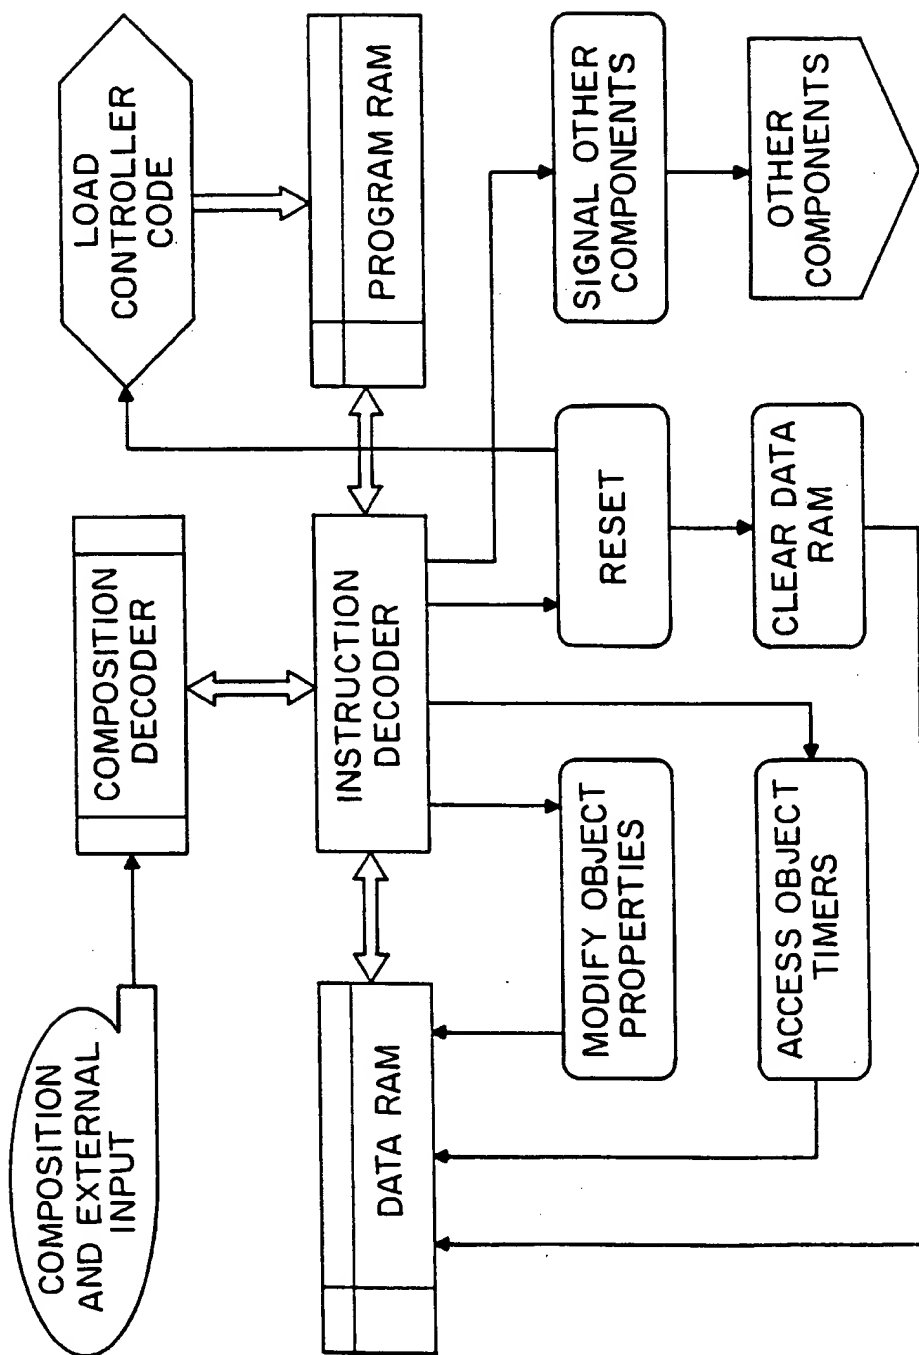 COMPOSITION
AND EXTERNAL
INPUT
COMPOSITION
DECODER
LOAD
CONTROLLER
CODE
DATA RAM
INSTRUCTION
DECODER
PROGRAM RAM
MODIFY OBJECT
PROPERTIES
RESET
SIGNAL OTHER
COMPONENTS
ACCESS OBJECT
TIMERS
CLEAR DATA
RAM
OTHER
COMPONENTS